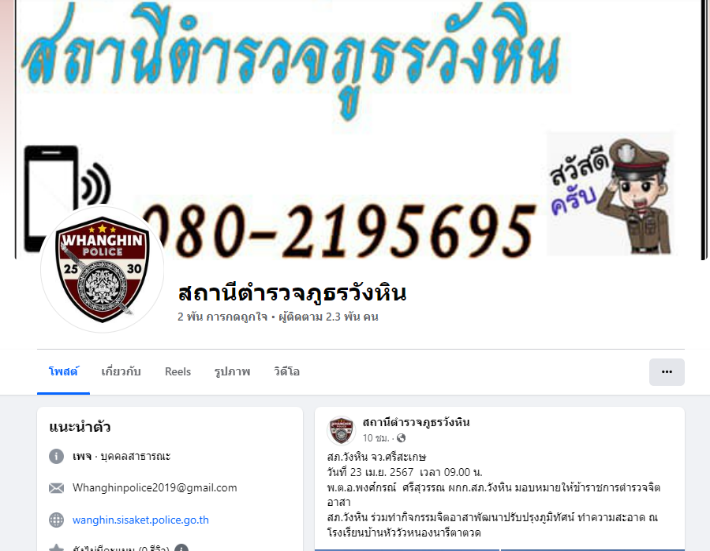 สถานีตำรวจภูธรวังหิน
สวัสดี
ครับ
080-2195695
WHANGHIN
POLICE
25 30
สถานีตำรวจภูธรวังหิน
2 พัน การกดถูกใจ • ผู้ติดตาม 2.3 พัน คน
โพสต์ เกี่ยวกับ Reels รูปภาพ วิดีโอ
แนะนำตัว
เพจ · บุคคลสาธารณะ
Whanghinpolice2019@gmail.com
wanghin.sisaket.police.go.th
ยังไม่มีคะแนน (0 รีวิว)
สถานีตำรวจภูธรวังหิน
10 ชม. ·
สภ.วังหิน จว.ศรีสะเกษ
วันที่ 23 เม.ย. 2567 เวลา 09.00 น.
พ.ต.อ.พงศ์กรณ์ ศรีสุวรรณ ผกก.สภ.วังหิน มอบหมายให้ข้าราชการตำรวจจิต
อาสา
สภ.วังหิน ร่วมทำกิจกรรมจิตอาสาพัฒนาปรับปรุงภูมิทัศน์ ทำความสะอาด ณ
โรงเรียนบ้านหัววัวหนองนารีตาตวด